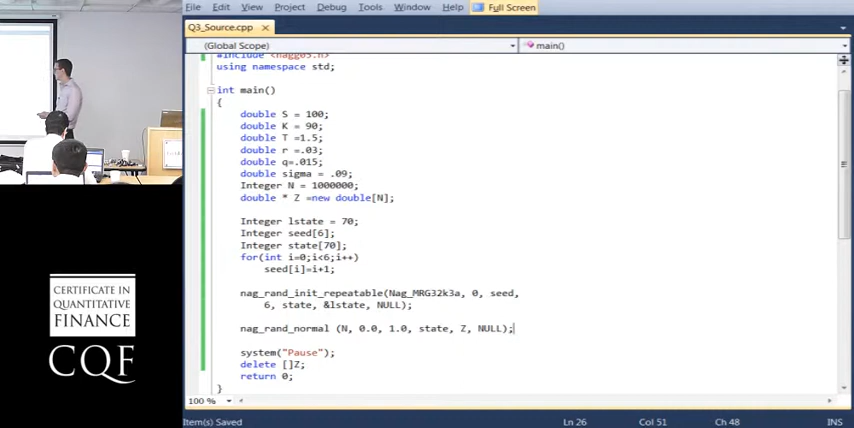 File Edit View Project Debug Tools Window Help Full Screen
Q3_Source.cpp ×
(Global Scope) main()
#include <nagg05.h>
using namespace std;
int main()
{
double S = 100;
double K = 90;
double T =1.5;
double r =.03;
double q=.015;
double sigma = .09;
Integer N = 1000000;
double * Z =new double[N];
Integer lstate = 70;
Integer seed[6];
Integer state[70];
for(int i=0;i<6;i++)
seed[i]=i+1;
nag_rand_init_repeatable(Nag_MRG32k3a, 0, seed,
6, state, &lstate, NULL);
nag_rand_normal (N, 0.0, 1.0, state, Z, NULL);
system("Pause");
delete []Z;
return 0;
}
100 %
Item(s) Saved Ln 26 Col 51 Ch 48 INS
CERTIFICATE IN
QUANTITATIVE
FINANCE
CQF